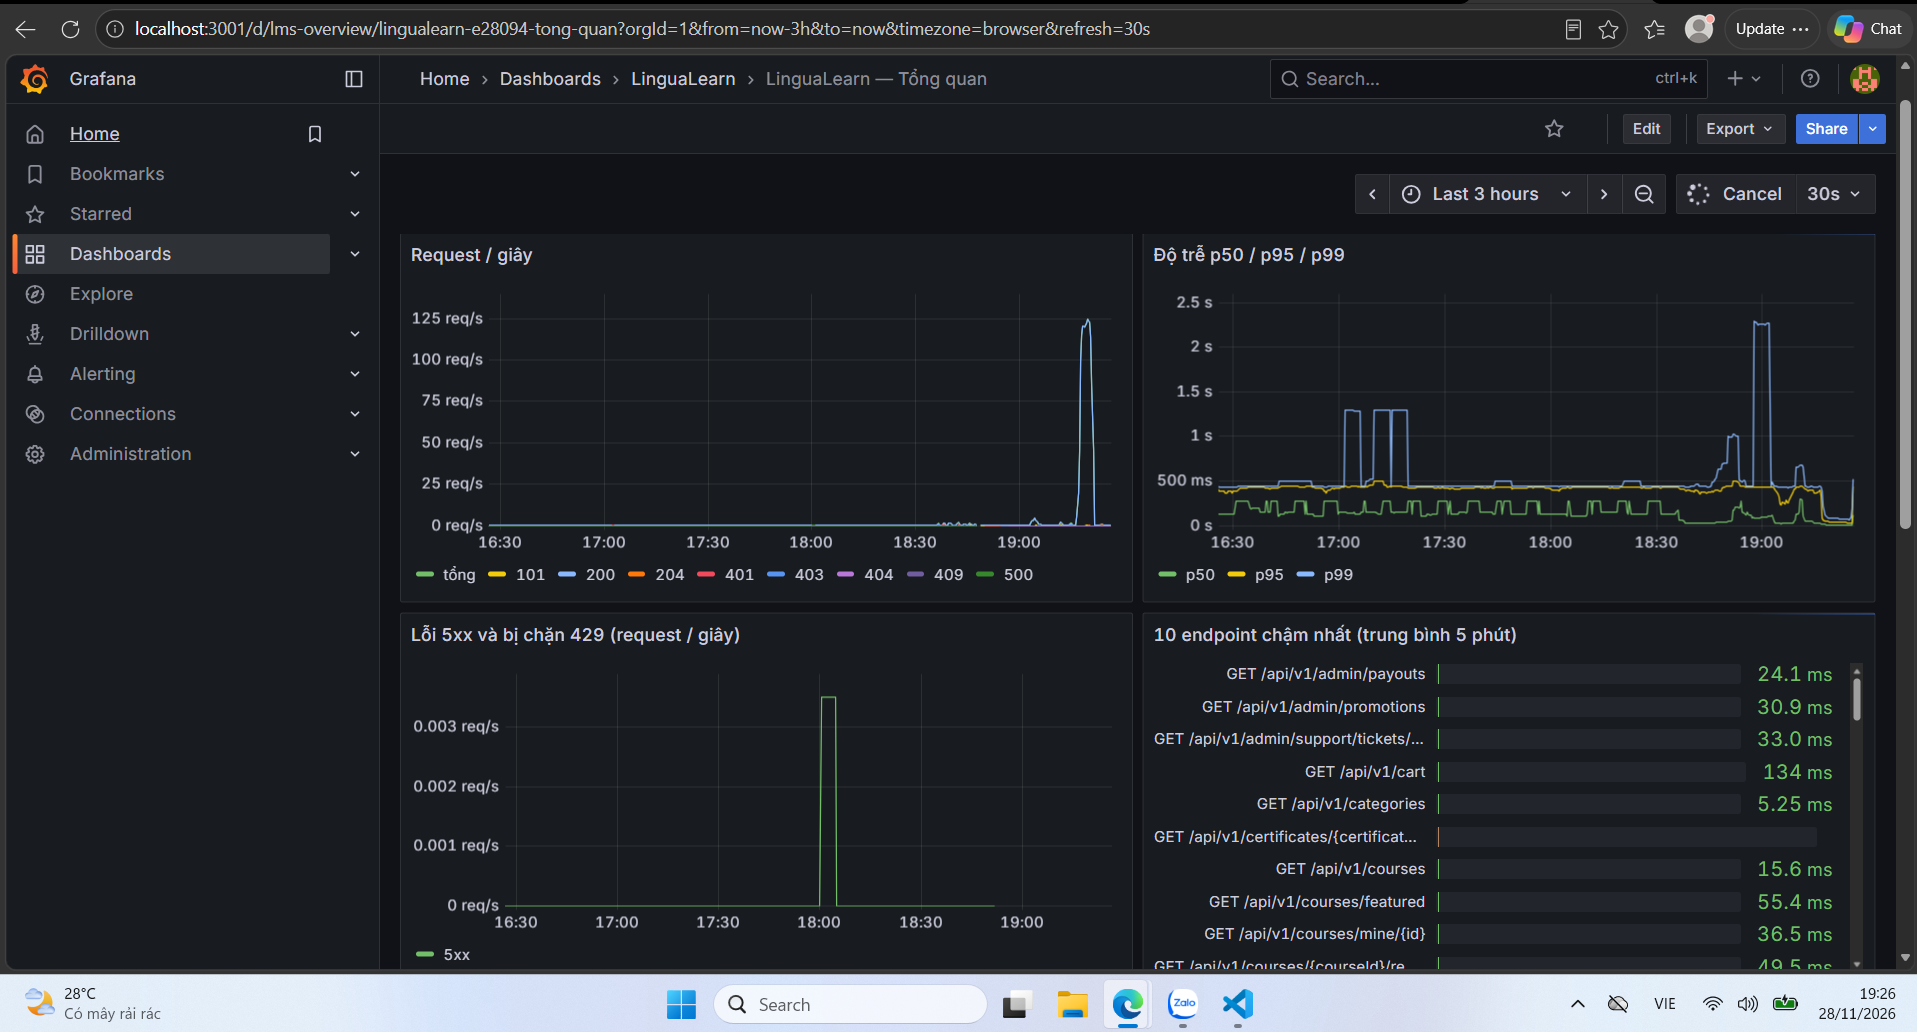 localhost:3001/d/lms-overview/lingualearn-e28094-tong-quan?orgId=1&from=now-3h&to=now&timezone=browser&refresh=30s
Update
Chat
Grafana
Home › Dashboards › LinguaLearn › LinguaLearn — Tổng quan
Search...
ctrl+k
Home
Bookmarks
Starred
Dashboards
Explore
Drilldown
Alerting
Connections
Administration
Edit
Export
Share
Last 3 hours
Cancel
30s
Request / giây
125 req/s
100 req/s
75 req/s
50 req/s
25 req/s
0 req/s
16:30 17:00 17:30 18:00 18:30 19:00
tổng 101 200 204 401 403 404 409 500
Độ trễ p50 / p95 / p99
2.5 s
2 s
1.5 s
1 s
500 ms
0 s
16:30 17:00 17:30 18:00 18:30 19:00
p50 p95 p99
Lỗi 5xx và bị chặn 429 (request / giây)
0.003 req/s
0.002 req/s
0.001 req/s
0 req/s
16:30 17:00 17:30 18:00 18:30 19:00
5xx
10 endpoint chậm nhất (trung bình 5 phút)
GET /api/v1/admin/payouts 24.1 ms
GET /api/v1/admin/promotions 30.9 ms
GET /api/v1/admin/support/tickets/... 33.0 ms
GET /api/v1/cart 134 ms
GET /api/v1/categories 5.25 ms
GET /api/v1/certificates/{certificat...
GET /api/v1/courses 15.6 ms
GET /api/v1/courses/featured 55.4 ms
GET /api/v1/courses/mine/{id} 36.5 ms
GET /api/v1/courses/{courseId}/re... 49.5 ms
28°C
Có mây rải rác
Search
Zalo
VIE
19:26
28/11/2026